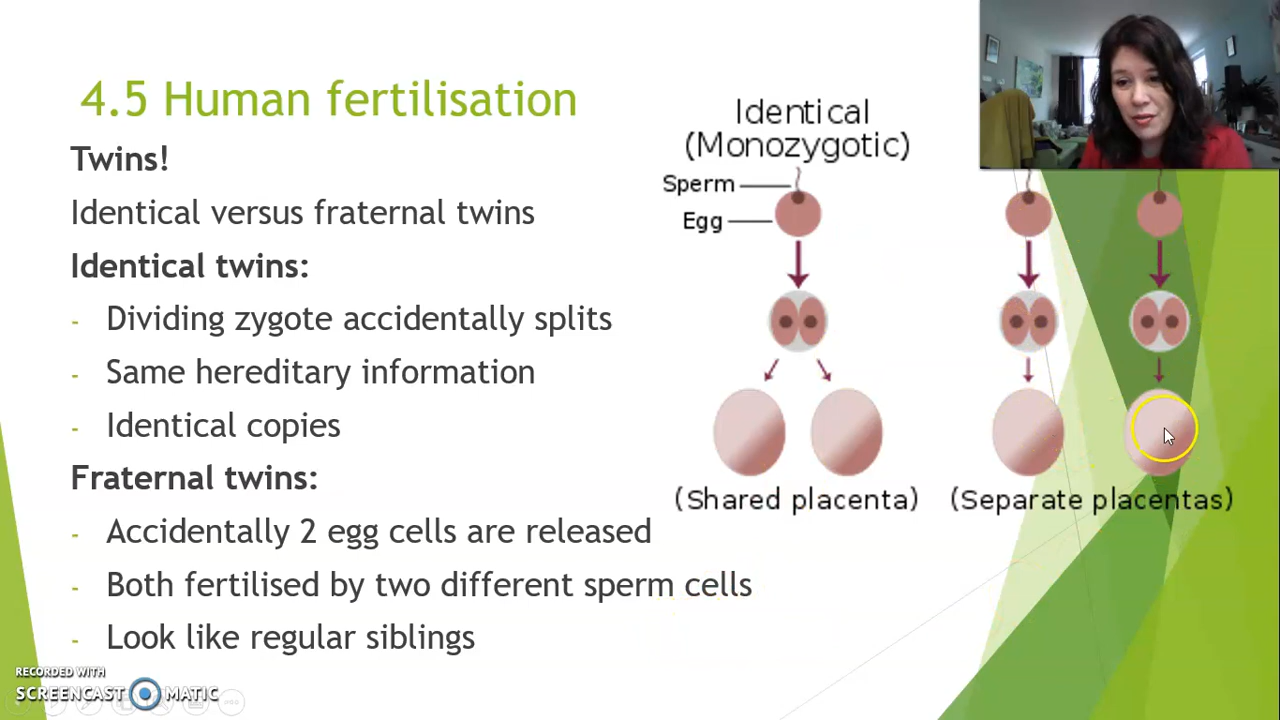 4.5 Human fertilisation
Twins!
Identical versus fraternal twins
Identical twins:
- Dividing zygote accidentally splits
- Same hereditary information
- Identical copies
Fraternal twins:
- Accidentally 2 egg cells are released
- Both fertilised by two different sperm cells
- Look like regular siblings
Identical
(Monozygotic)
Sperm
Egg
(Shared placenta)
(Separate placentas)
RECORDED WITH
SCREENCAST MATIC